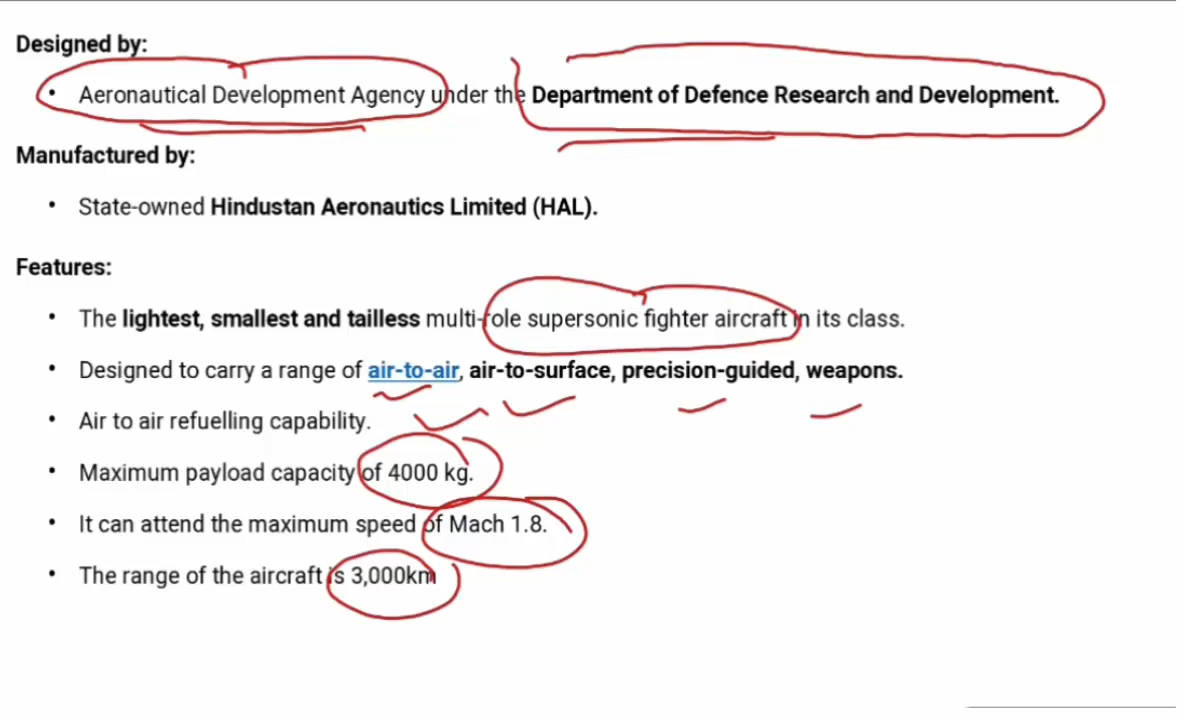 Designed by:
• Aeronautical Development Agency under the Department of Defence Research and Development.
Manufactured by:
• State-owned Hindustan Aeronautics Limited (HAL).
Features:
• The lightest, smallest and tailless multi-role supersonic fighter aircraft in its class.
• Designed to carry a range of air-to-air, air-to-surface, precision-guided, weapons.
• Air to air refuelling capability.
• Maximum payload capacity of 4000 kg.
• It can attend the maximum speed of Mach 1.8.
• The range of the aircraft is 3,000km